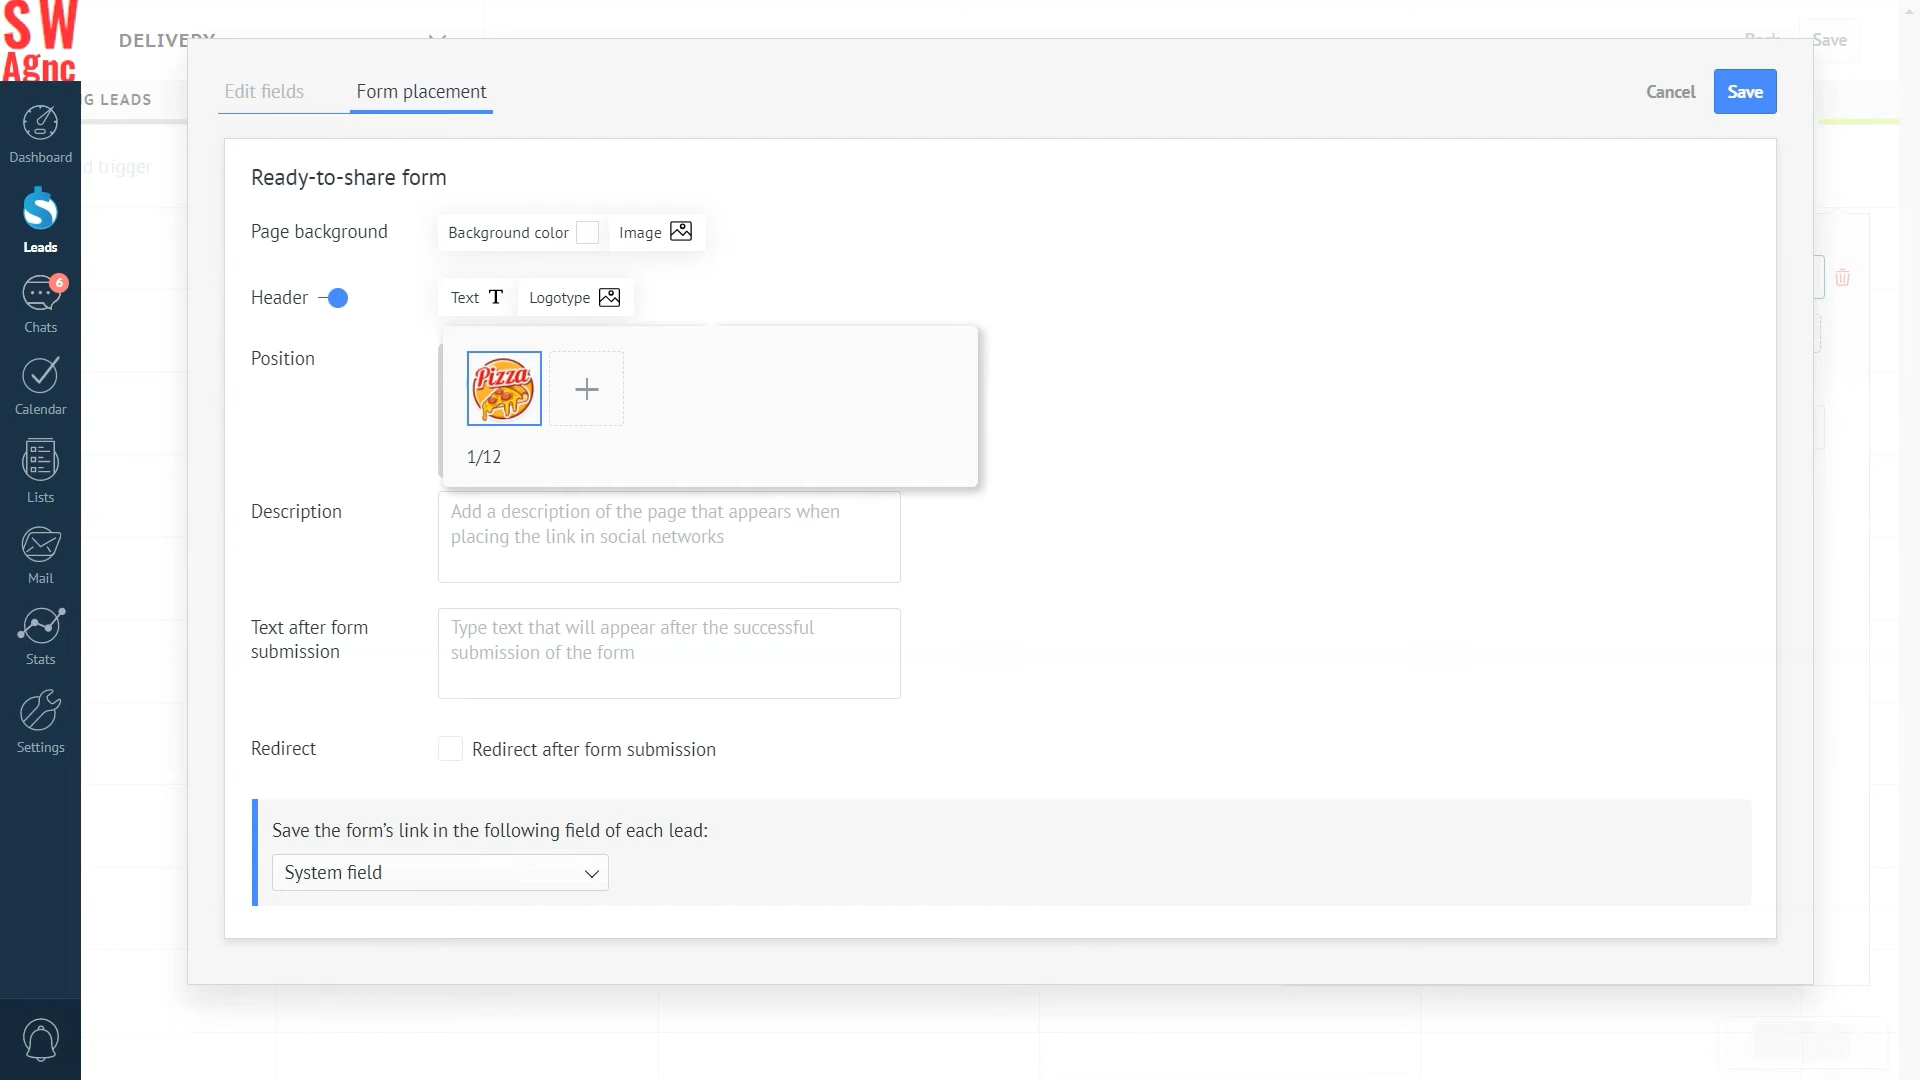 SW
Agnc
DELIVERY
Back
Save
Edit fields
Form placement
Cancel
Save
G LEADS
d trigger
Dashboard
Leads
6
Chats
Calendar
Lists
Mail
Stats
Settings
Ready-to-share form
Page background
Background color
Image
Header
Text T
Logotype
Position
Pizza
1/12
Description
Add a description of the page that appears when
placing the link in social networks
Text after form
submission
Type text that will appear after the successful
submission of the form
Redirect
Redirect after form submission
Save the form’s link in the following field of each lead:
System field